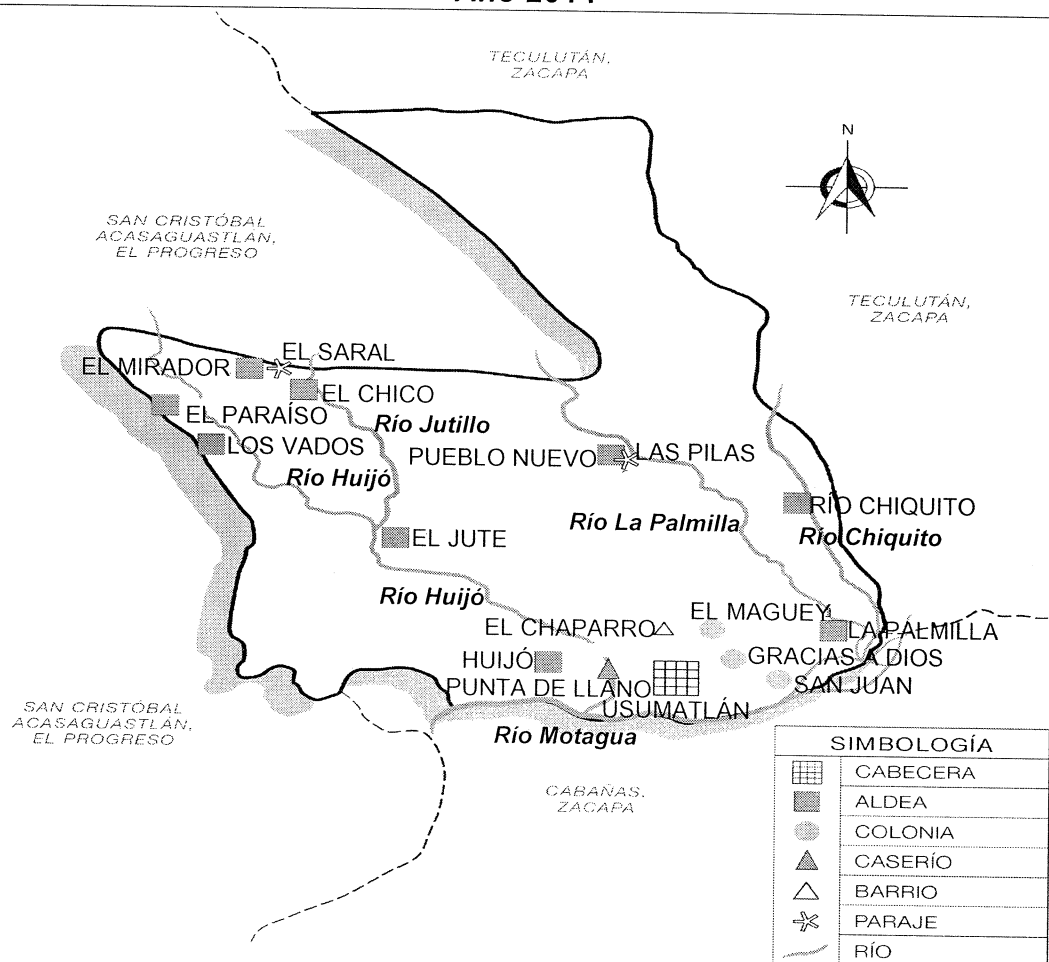 TECULUTÁN,
ZACAPA
N
SAN CRISTÓBAL
ACASAGUASTLÁN,
EL PROGRESO
TECULUTÁN,
ZACAPA
EL SARAL
EL MIRADOR
EL CHICO
EL PARAÍSO
Río Jutillo
LOS VADOS
PUEBLO NUEVO
LAS PILAS
Río Huijó
RÍO CHIQUITO
Río La Palmilla
Río Chiquito
EL JUTE
Río Huijó
EL MAGUEY
EL CHAPARRO
LA PALMILLA
HUIJÓ
GRACIAS A DIOS
PUNTA DE LLANO
SAN JUAN
USUMATLÁN
SAN CRISTÓBAL
ACASAGUASTLÁN,
EL PROGRESO
Río Motagua
CABAÑAS,
ZACAPA
SIMBOLOGÍA
CABECERA
ALDEA
COLONIA
CASERÍO
BARRIO
PARAJE
RÍO